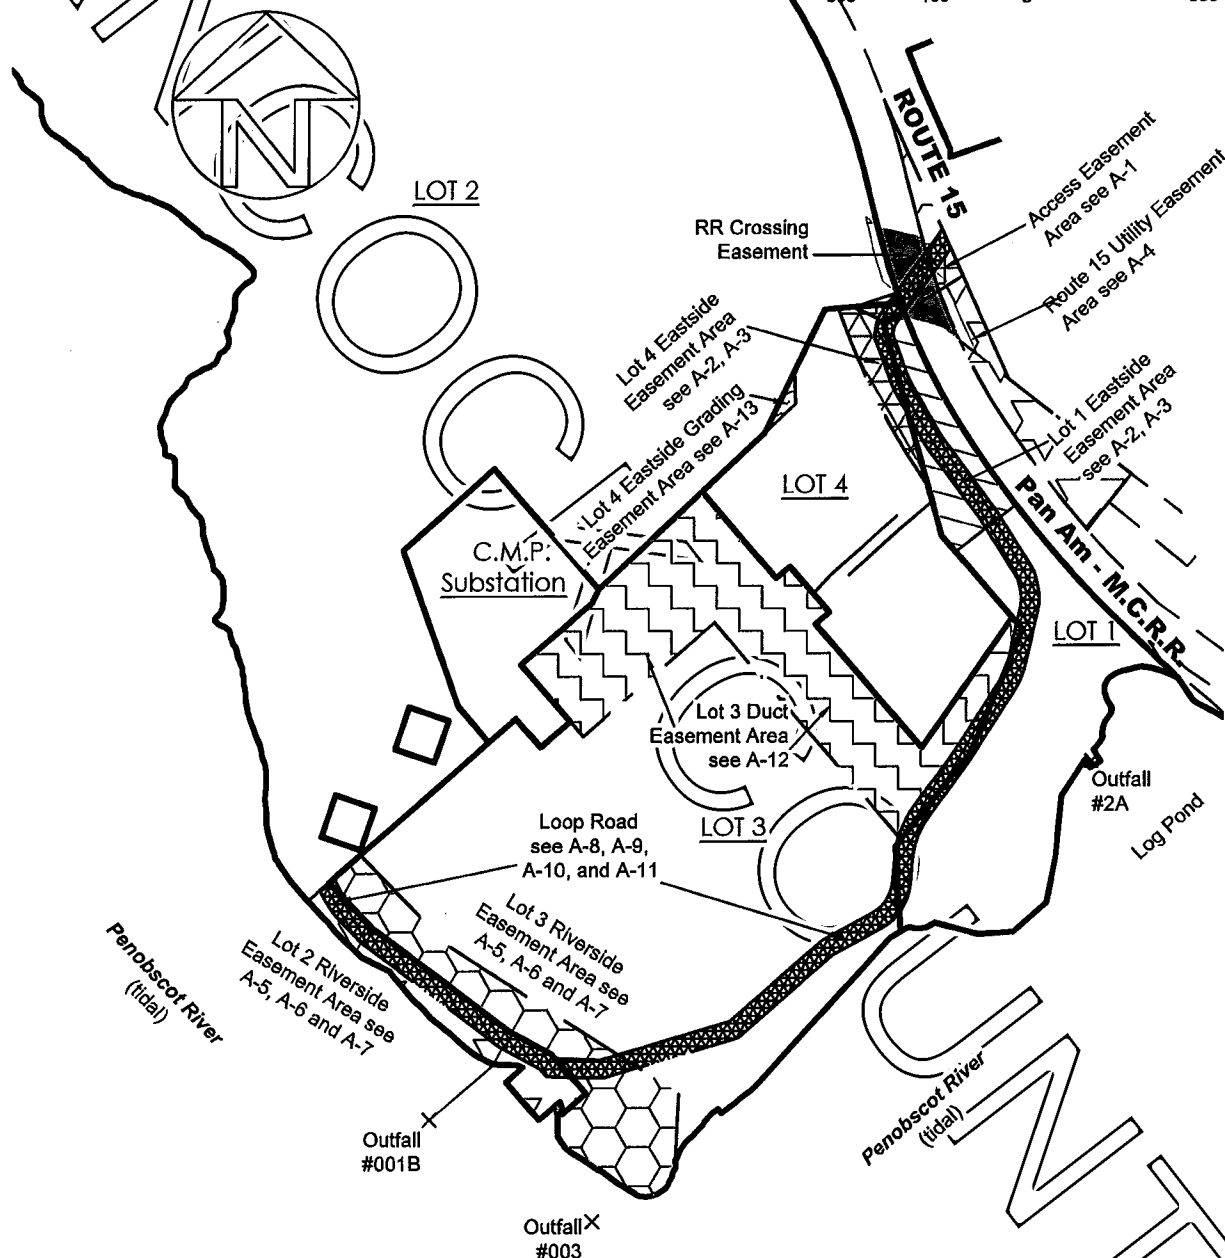 N
LOT 2
ROUTE 15
RR Crossing
Easement
Access Easement
Area see A-1
Route 15 Utility Easement
Area see A-4
Lot 4 Eastside
Easement Area
see A-2, A-3
Lot 4 Eastside Grading
Easement Area see A-13
Lot 1 Eastside
Easement Area
see A-2, A-3
LOT 4
Pan Am - M.C.R.R.
C.M.P.
Substation
LOT 1
Lot 3 Duct
Easement Area
see A-12
Outfall
#2A
Log Pond
Loop Road
see A-8, A-9,
A-10, and A-11
LOT 3
Lot 3 Riverside
Easement Area see
A-5, A-6 and A-7
Lot 2 Riverside
Easement Area see
A-5, A-6 and A-7
Penobscot River
(tidal)
Penobscot River
(tidal)
Outfall
#001B
Outfall
#003